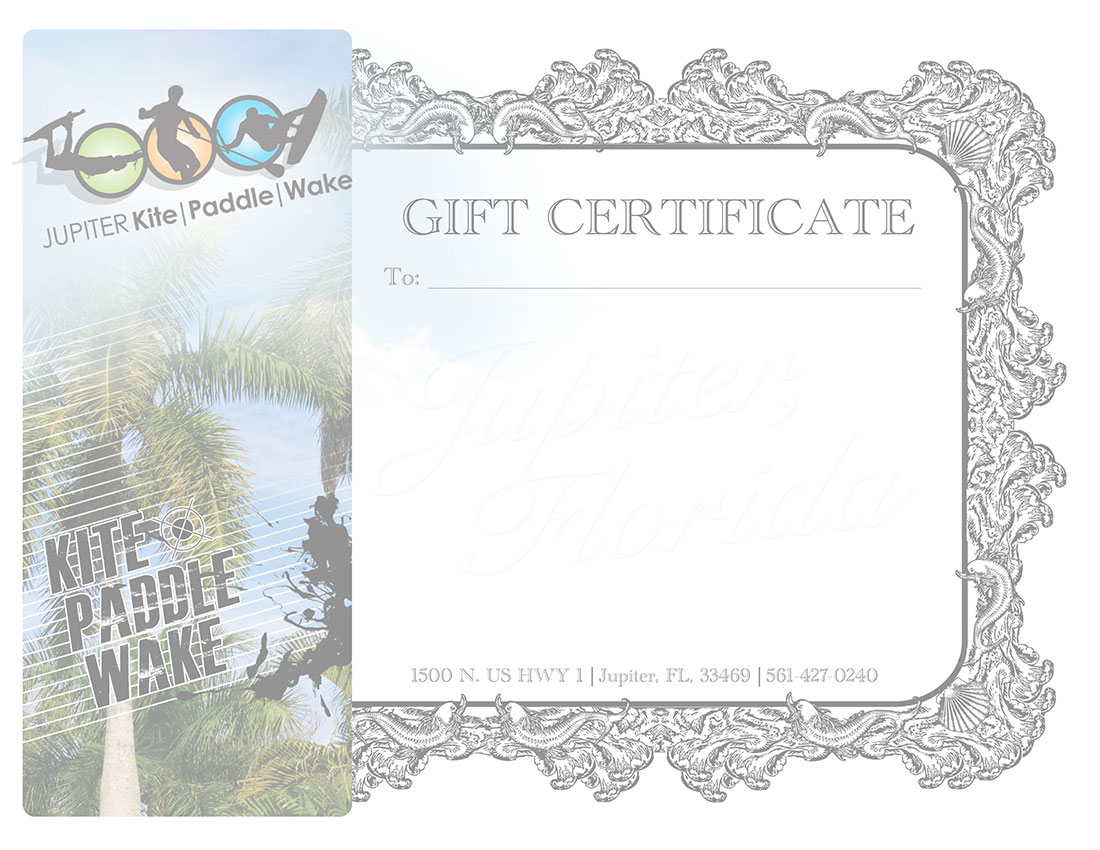 JUPITER Kite|Paddle|Wake
KITE
PADDLE
WAKE
GIFT CERTIFICATE
To:
Jupiter,
Florida
1500 N. US HWY 1 | Jupiter, FL, 33469 | 561-427-0240